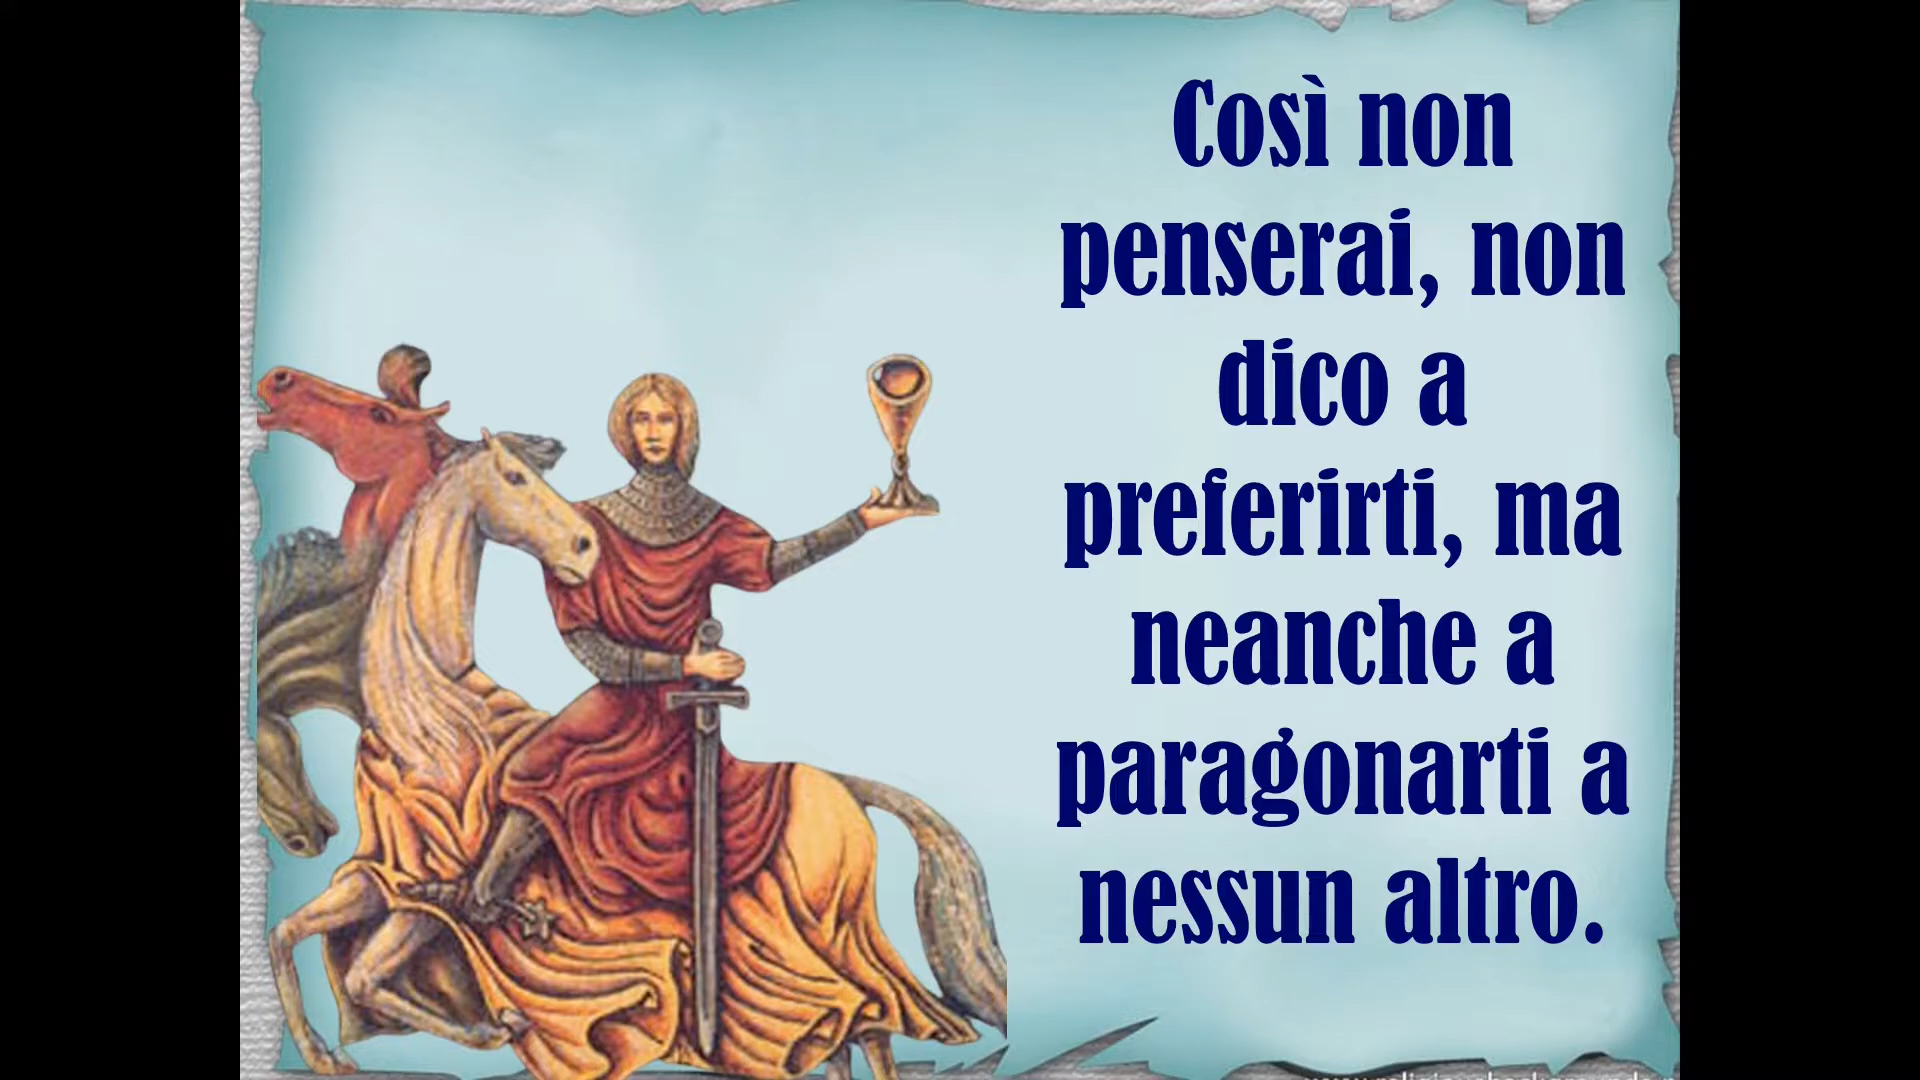 Così non
penserai, non
dico a
preferirti, ma
neanche a
paragonarti a
nessun altro.